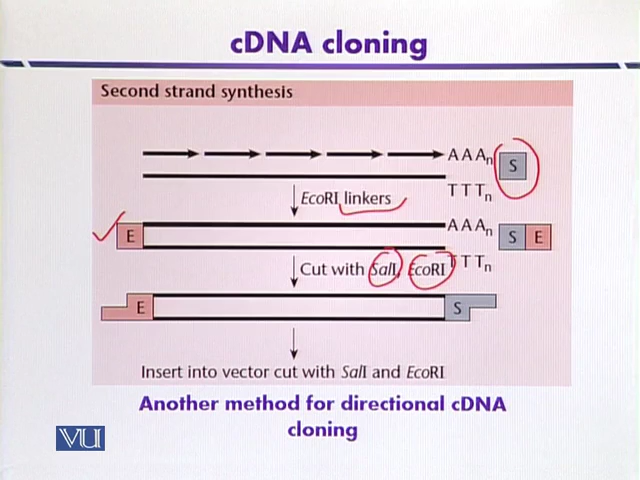 cDNA cloning
Second strand synthesis
AAAn
S
TTTn
EcoRI linkers
E
AAAn
S E
TTTn
Cut with SalI, EcoRI
E
S
Insert into vector cut with SalI and EcoRI
Another method for directional cDNA
cloning
VU